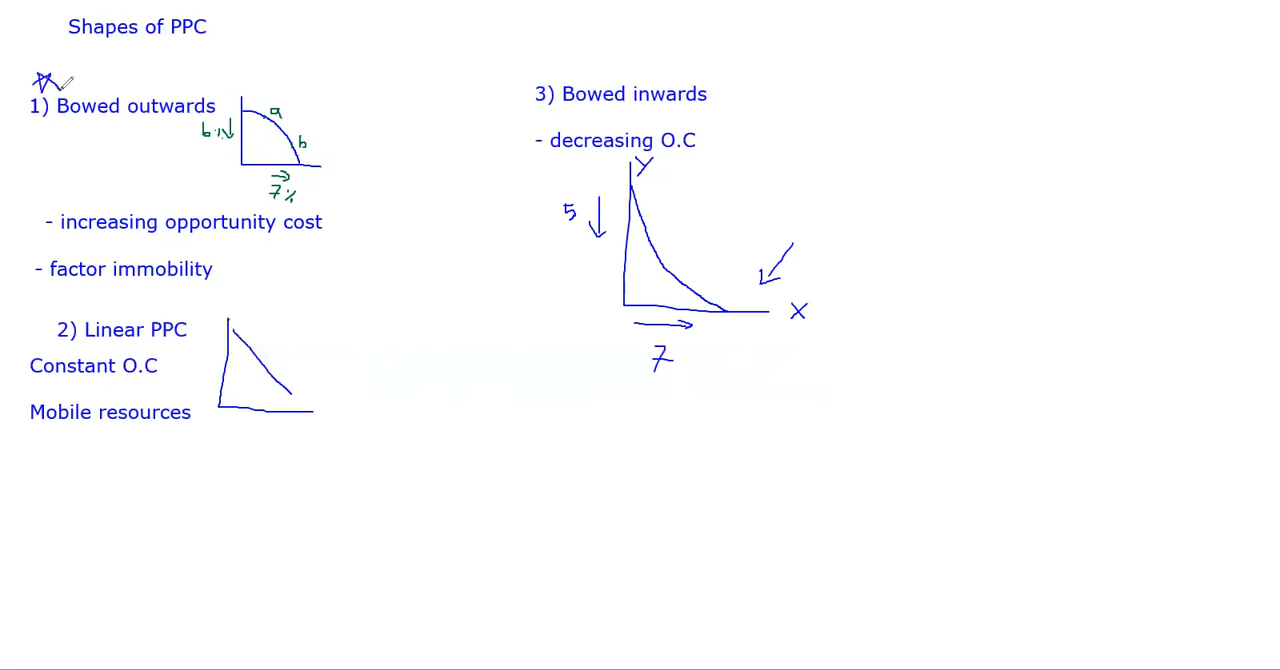 Shapes of PPC
1) Bowed outwards
a
b
7%
- increasing opportunity cost
- factor immobility
2) Linear PPC
Constant O.C
Mobile resources
3) Bowed inwards
- decreasing O.C
Y
5
X
7